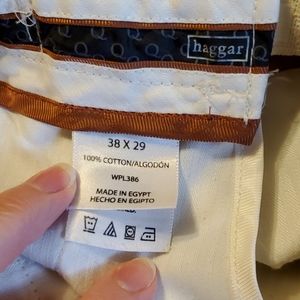 haggar
38 X 29
100% COTTON/ALGODÓN
WPL386
MADE IN EGYPT
HECHO EN EGIPTO